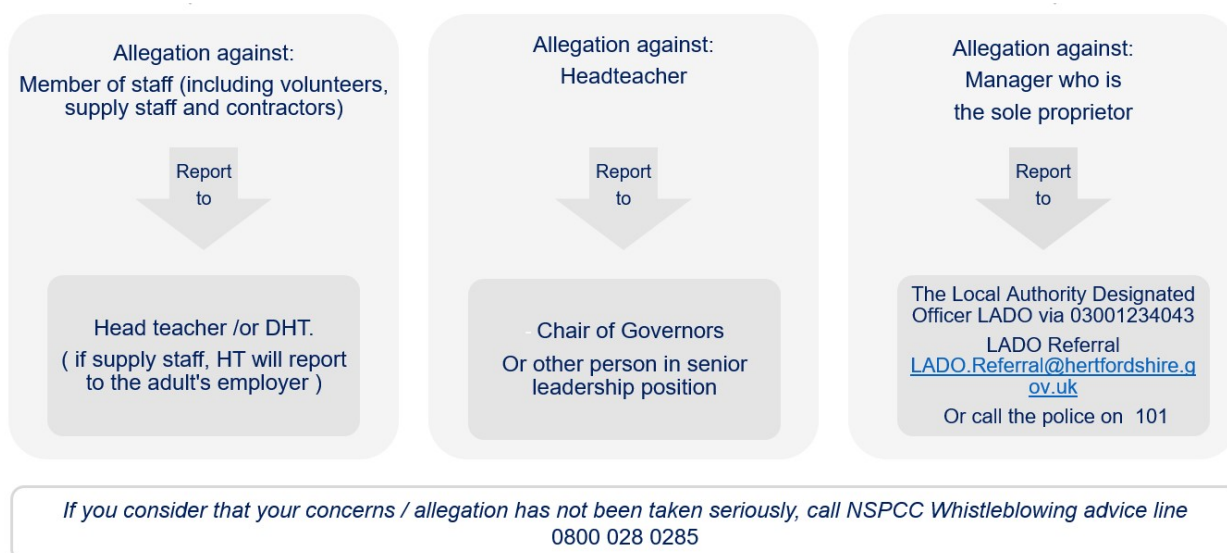 Allegation against:
Member of staff (including volunteers,
supply staff and contractors)
Report
to
Head teacher /or DHT.
( if supply staff, HT will report
to the adult's employer )
Allegation against:
Headteacher
Report
to
- Chair of Governors
Or other person in senior
leadership position
Allegation against:
Manager who is
the sole proprietor
Report
to
The Local Authority Designated
Officer LADO via 03001234043
LADO Referral
LADO.Referral@hertfordshire.g
ov.uk
Or call the police on 101
If you consider that your concerns / allegation has not been taken seriously, call NSPCC Whistleblowing advice line
0800 028 0285